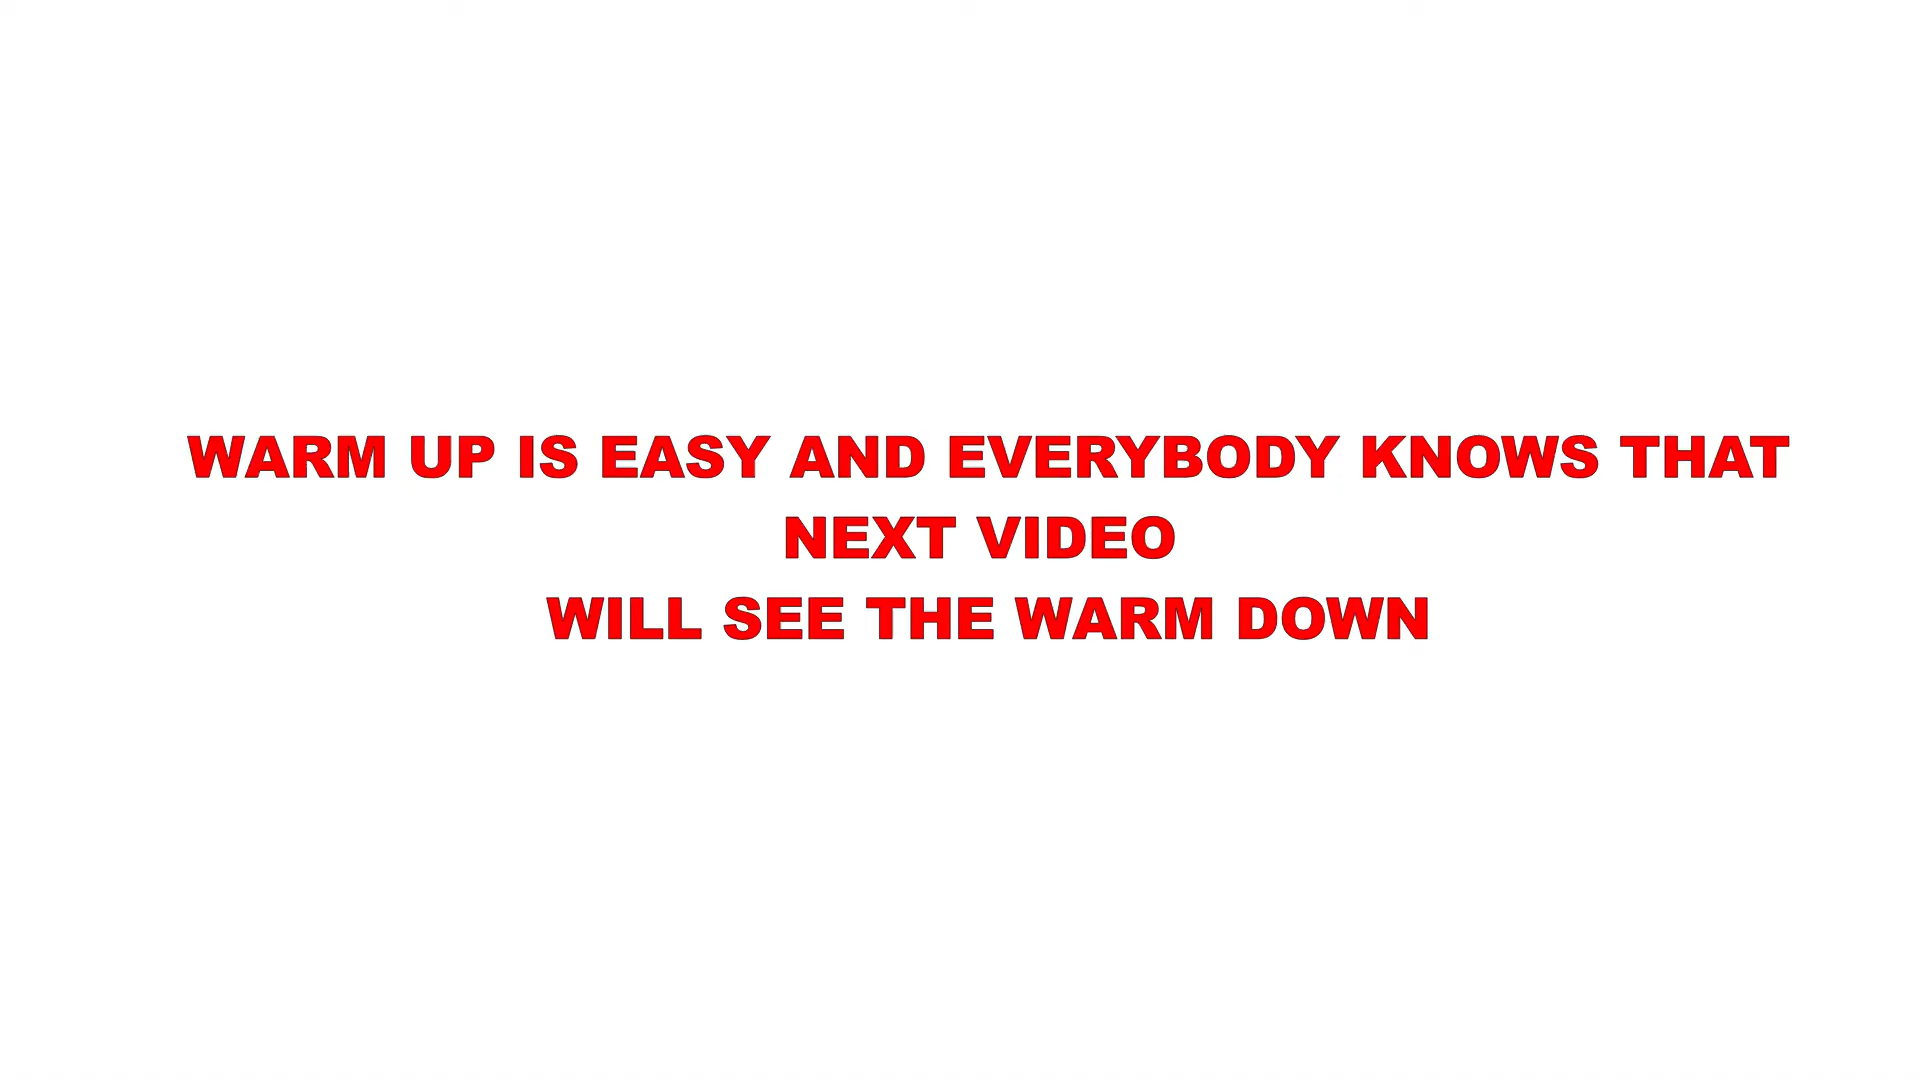 WARM UP IS EASY AND EVERYBODY KNOWS THAT
NEXT VIDEO
WILL SEE THE WARM DOWN